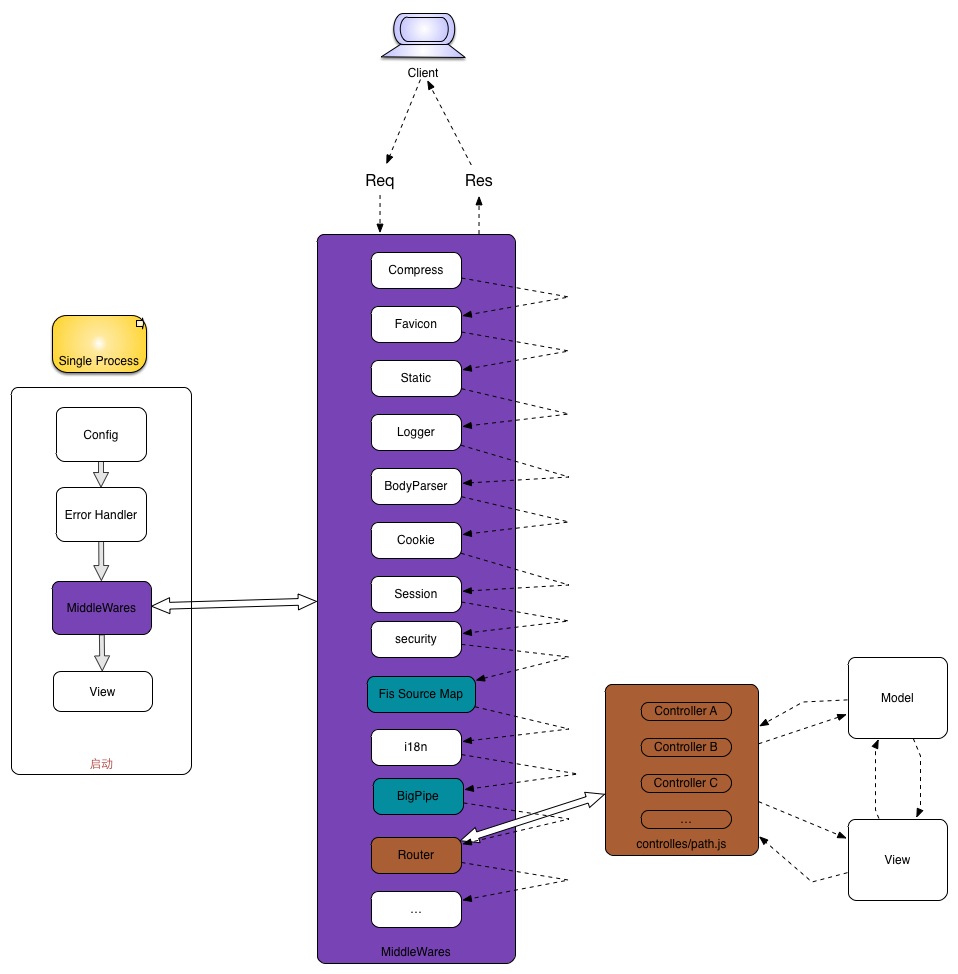 Client
Req
Res
Single Process
Config
Error Handler
MiddleWares
View
启动
Compress
Favicon
Static
Logger
BodyParser
Cookie
Session
security
Fis Source Map
i18n
BigPipe
Router
...
MiddleWares
Controller A
Controller B
Controller C
...
controlles/path.js
Model
View